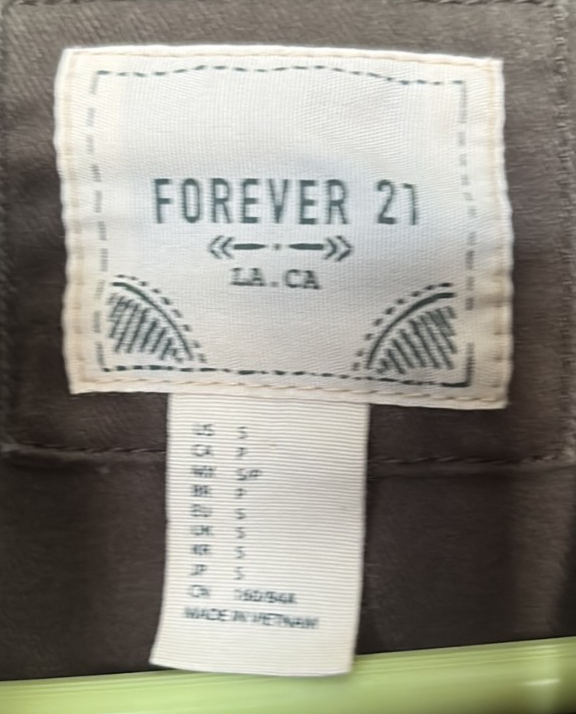 FOREVER 21
LA.CA
US S
CA P
MX S/P
BR P
EU S
UK S
KR S
JP S
CN 160/84A
MADE IN VIETNAM